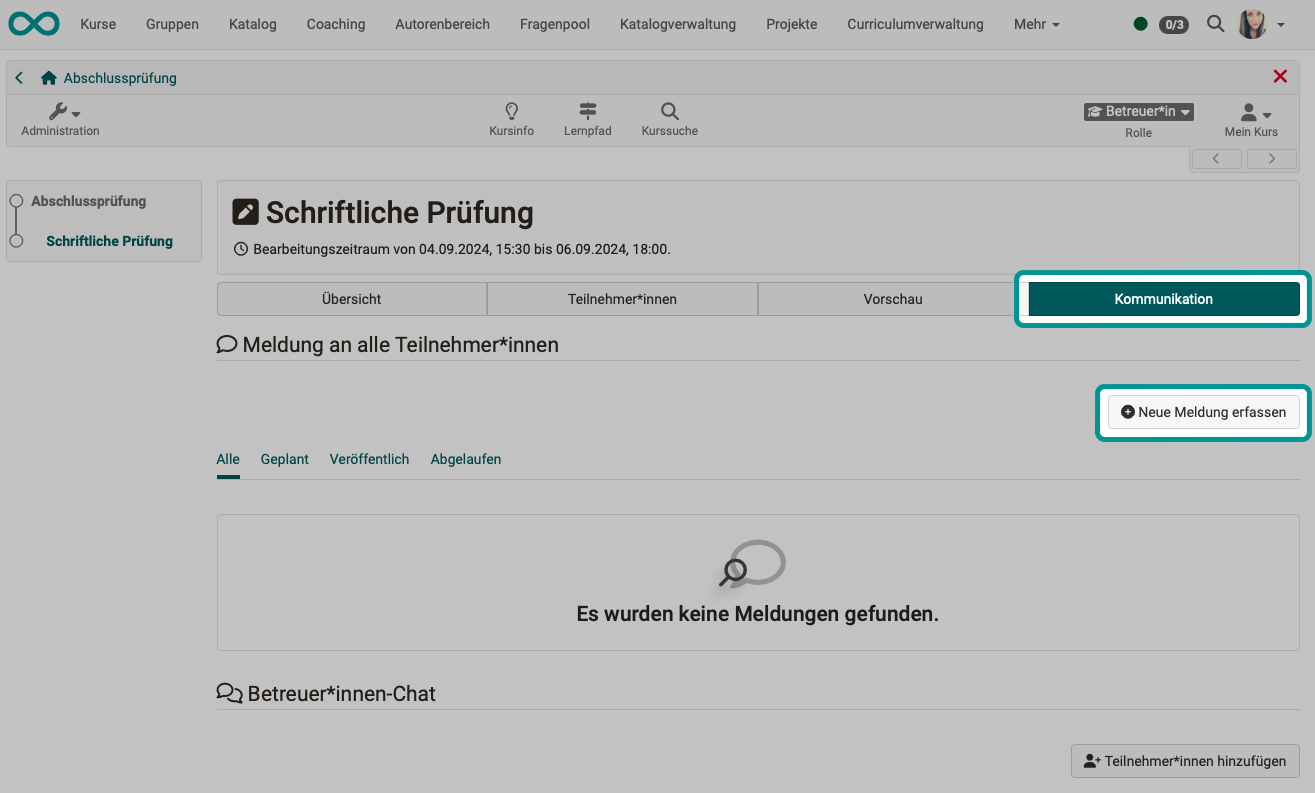 Kurse Gruppen Katalog Coaching Autorenbereich Fragenpool Katalogverwaltung Projekte Curriculumverwaltung Mehr 0/3
Abschlussprüfung
Administration Kursinfo Lernpfad Kurssuche Betreuer*in Rolle Mein Kurs
Abschlussprüfung
Schriftliche Prüfung
Schriftliche Prüfung
Bearbeitungszeitraum von 04.09.2024, 15:30 bis 06.09.2024, 18:00.
Übersicht Teilnehmer*innen Vorschau Kommunikation
Meldung an alle Teilnehmer*innen
Neue Meldung erfassen
Alle Geplant Veröffentlich Abgelaufen
Es wurden keine Meldungen gefunden.
Betreuer*innen-Chat
Teilnehmer*innen hinzufügen